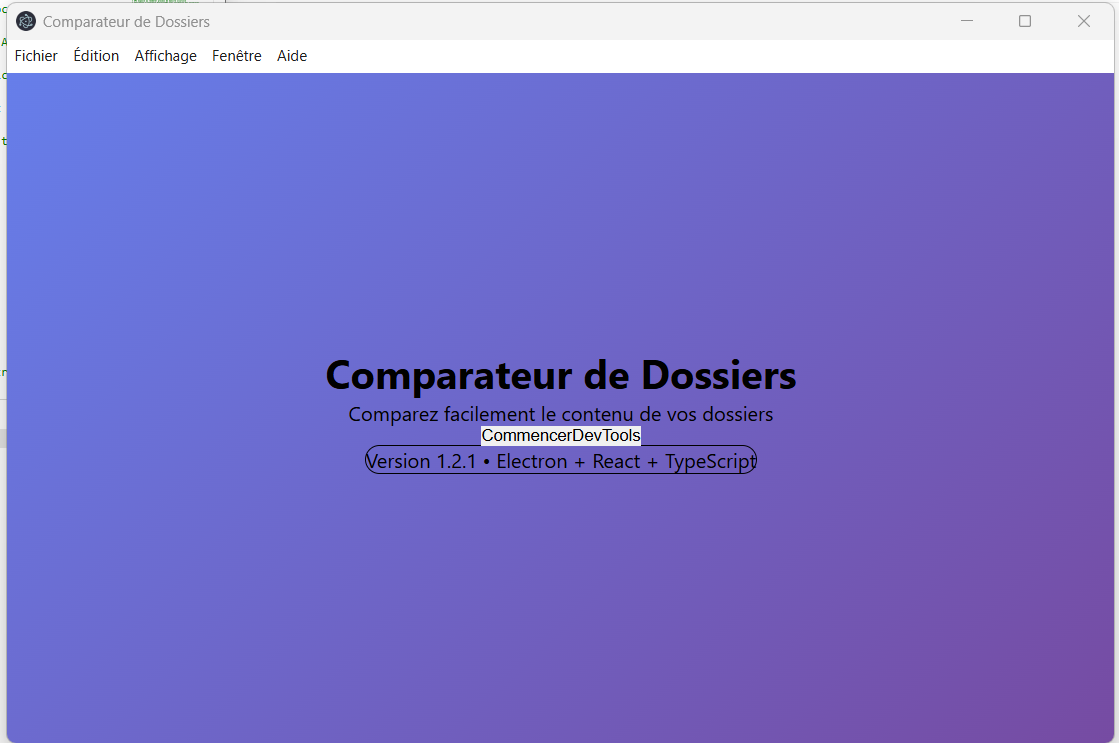 Comparateur de Dossiers
Fichier Édition Affichage Fenêtre Aide
Comparateur de Dossiers
Comparez facilement le contenu de vos dossiers
CommencerDevTools
Version 1.2.1 • Electron + React + TypeScript